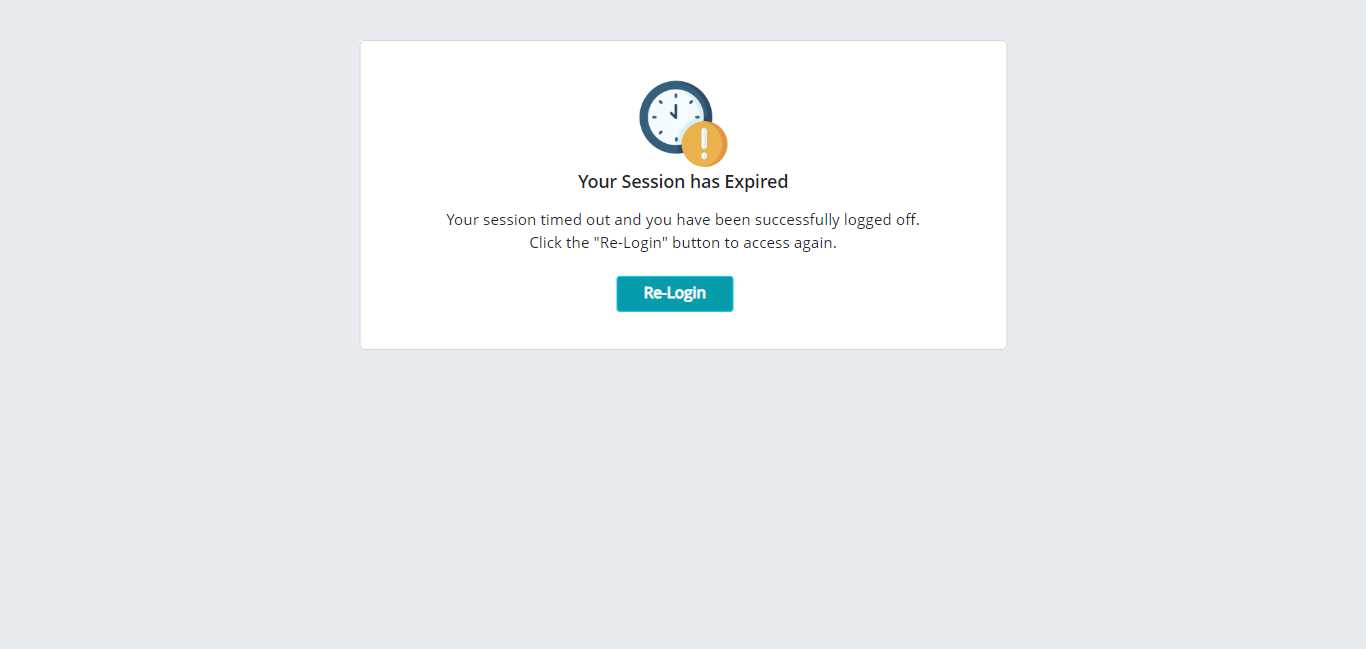 Your Session has Expired
Your session timed out and you have been successfully logged off.
Click the "Re-Login" button to access again.
Re-Login